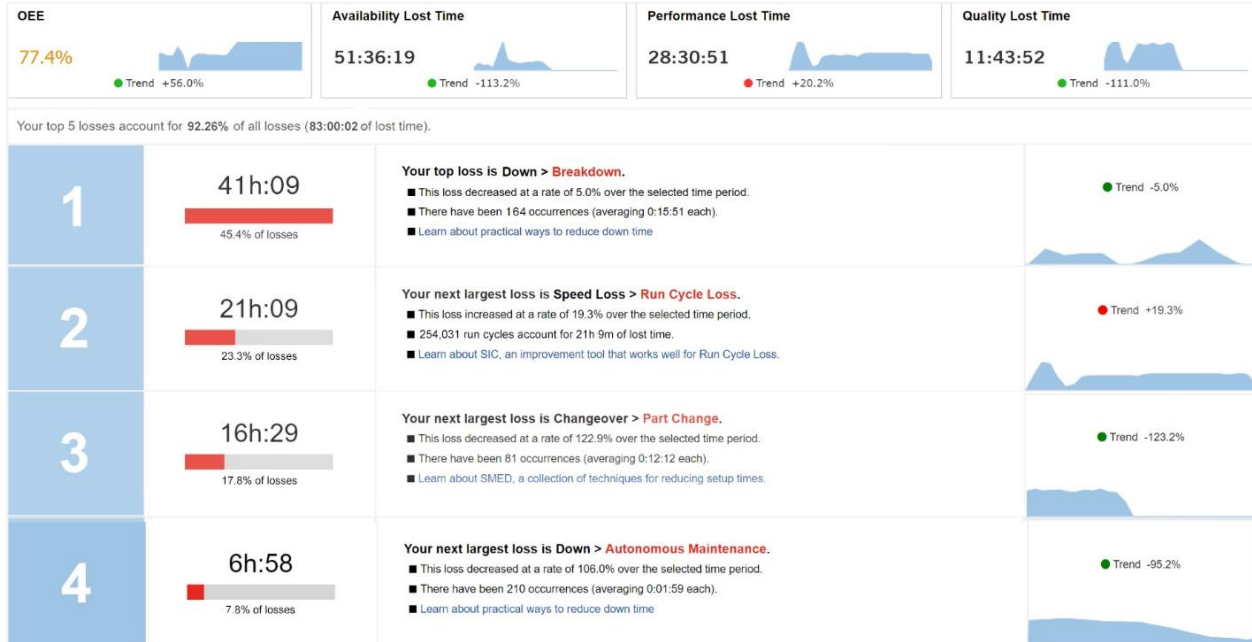 OEE
77.4%
Trend +56.0%
Availability Lost Time
51:36:19
Trend -113.2%
Performance Lost Time
28:30:51
Trend +20.2%
Quality Lost Time
11:43:52
Trend -111.0%
Your top 5 losses account for 92.26% of all losses (83:00:02 of lost time).
1
41h:09
45.4% of losses
Your top loss is Down > Breakdown.
This loss decreased at a rate of 5.0% over the selected time period.
There have been 164 occurrences (averaging 0:15:51 each).
Learn about practical ways to reduce down time
Trend -5.0%
2
21h:09
23.3% of losses
Your next largest loss is Speed Loss > Run Cycle Loss.
This loss increased at a rate of 19.3% over the selected time period.
254,031 run cycles account for 21h 9m of lost time.
Learn about SIC, an improvement tool that works well for Run Cycle Loss.
Trend +19.3%
3
16h:29
17.8% of losses
Your next largest loss is Changeover > Part Change.
This loss decreased at a rate of 122.9% over the selected time period.
There have been 81 occurrences (averaging 0:12:12 each).
Learn about SMED, a collection of techniques for reducing setup times.
Trend -123.2%
4
6h:58
7.8% of losses
Your next largest loss is Down > Autonomous Maintenance.
This loss decreased at a rate of 106.0% over the selected time period.
There have been 210 occurrences (averaging 0:01:59 each).
Learn about practical ways to reduce down time
Trend -95.2%